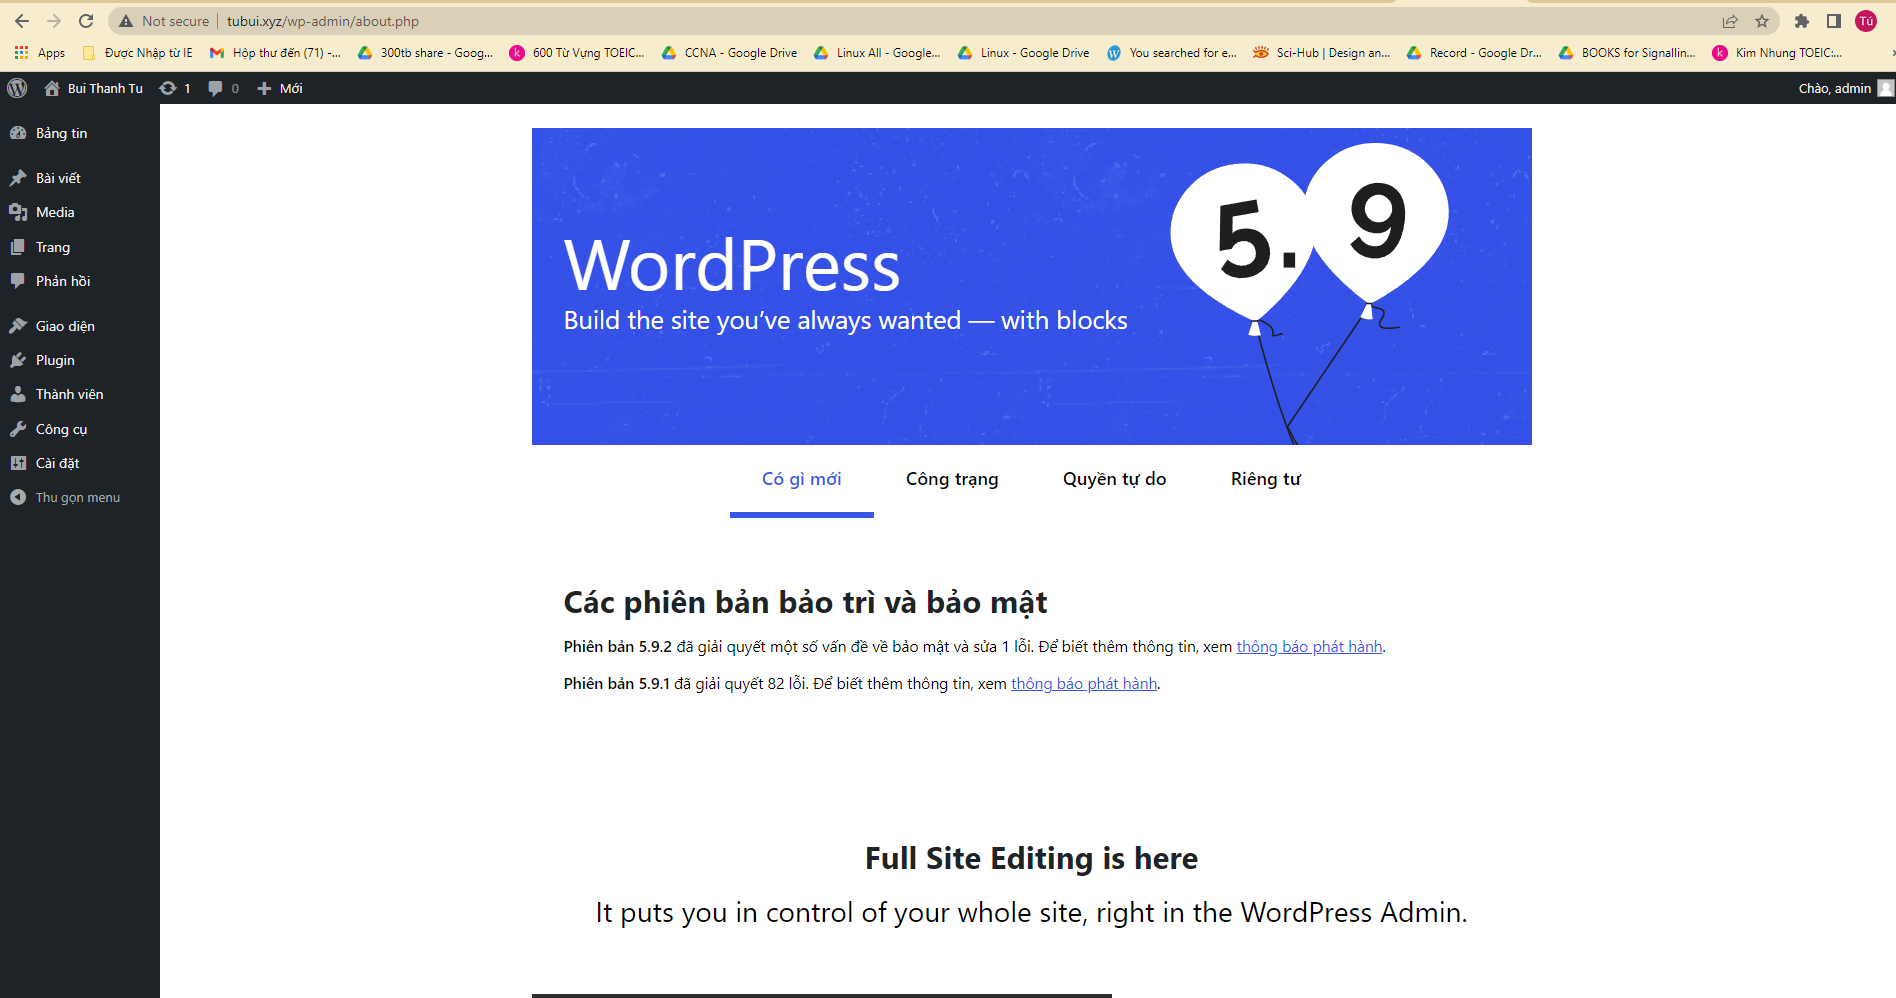 Not secure | tubui.xyz/wp-admin/about.php
Tú
Apps Được Nhập từ IE Hộp thư đến (71) -... 300tb share - Goog... 600 Từ Vựng TOEIC... CCNA - Google Drive Linux All - Google... Linux - Google Drive You searched for e... Sci-Hub | Design an... Record - Google Dr... BOOKS for Signallin... Kim Nhung TOEIC:...
Bui Thanh Tu 1 0 Mới Chào, admin
Bảng tin
Bài viết
Media
Trang
Phản hồi
Giao diện
Plugin
Thành viên
Công cụ
Cài đặt
Thu gọn menu
5.9
WordPress
Build the site you’ve always wanted — with blocks
Có gì mới Công trạng Quyền tự do Riêng tư
Các phiên bản bảo trì và bảo mật
Phiên bản 5.9.2 đã giải quyết một số vấn đề về bảo mật và sửa 1 lỗi. Để biết thêm thông tin, xem thông báo phát hành.
Phiên bản 5.9.1 đã giải quyết 82 lỗi. Để biết thêm thông tin, xem thông báo phát hành.
Full Site Editing is here
It puts you in control of your whole site, right in the WordPress Admin.